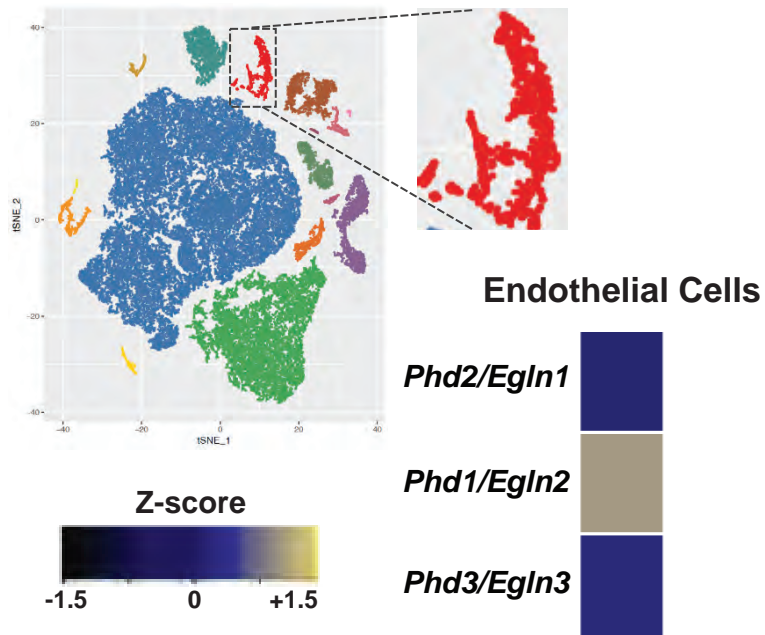 40
20
0
-20
-40
tSNE_2
-40 -20 0 20 40
tSNE_1
Endothelial Cells
Phd2/Egln1
Phd1/Egln2
Phd3/Egln3
Z-score
-1.5 0 +1.5